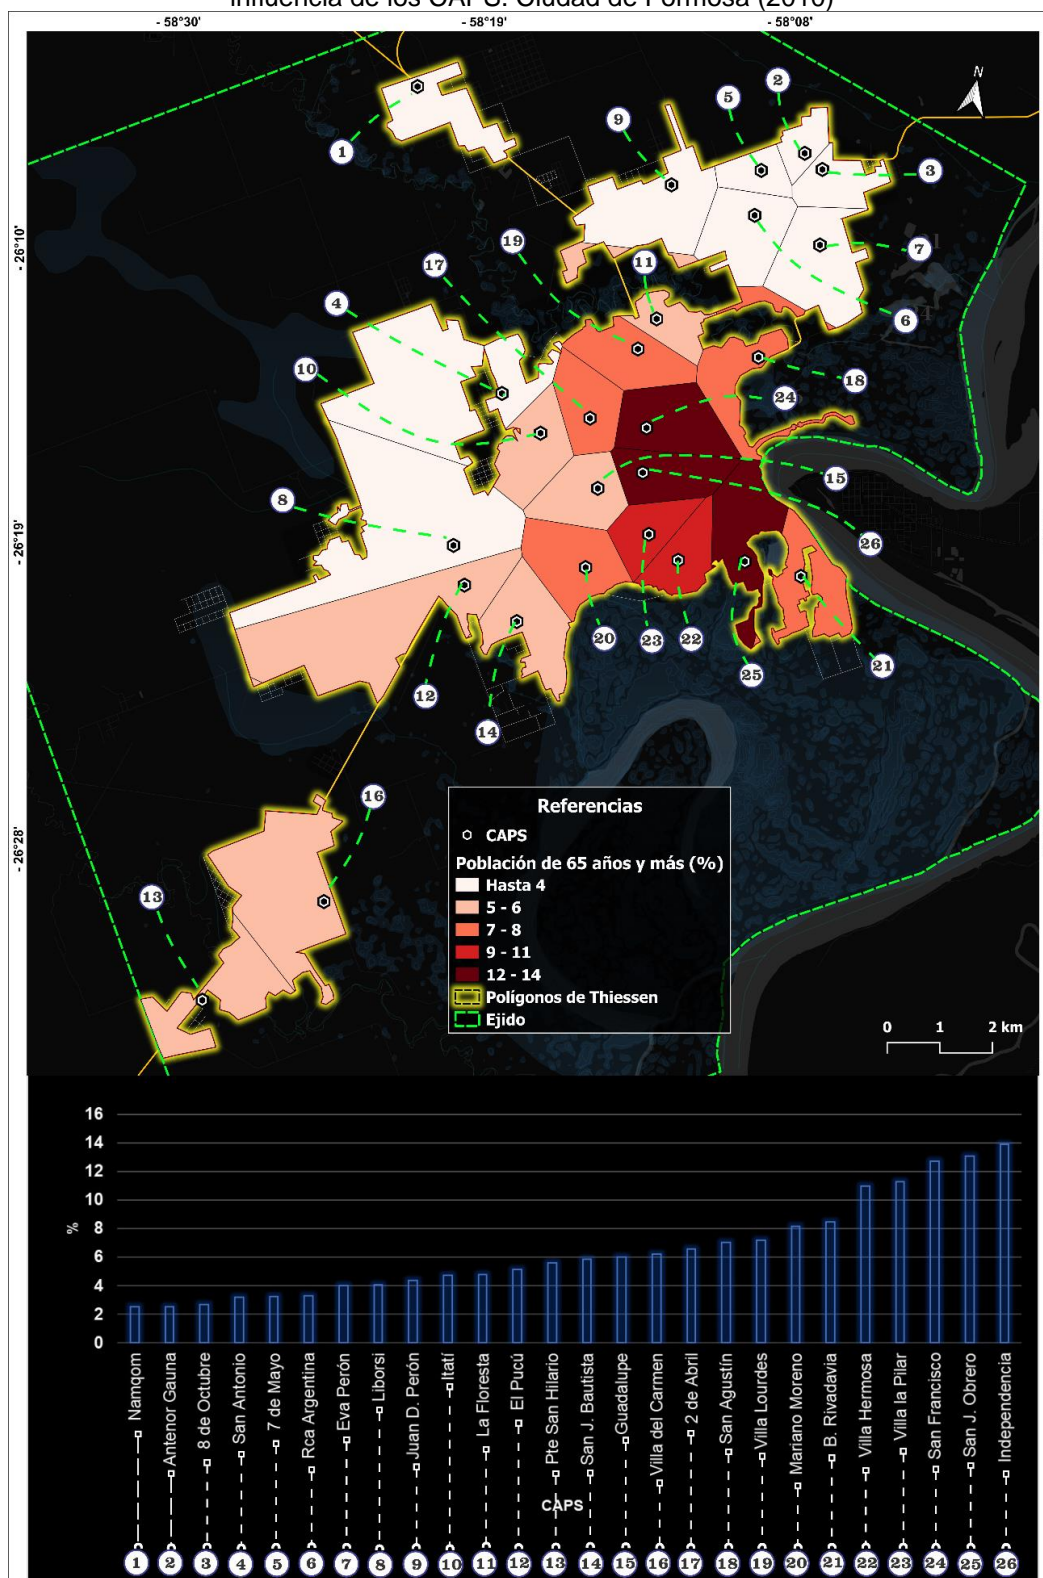 Influencia de los CAPS. Ciudad de Formosa (2010)
- 58°30'
- 58°19'
- 58°08'
- 26°10'
- 26°19'
- 26°28'
N
1
9
5
2
3
7
6
11
19
17
4
10
18
24
15
8
26
20
23
22
25
21
12
14
16
13
Referencias
CAPS
Población de 65 años y más (%)
Hasta 4
5 - 6
7 - 8
9 - 11
12 - 14
Polígonos de Thiessen
Ejido
0 1 2 km
16
14
12
10
8
6
4
2
0
%
Namqom
Antenor Gauna
8 de Octubre
San Antonio
7 de Mayo
Rca Argentina
Eva Perón
Liborsi
Juan D. Perón
Itatí
La Floresta
El Pucú
Pte San Hilario
San J. Bautista
Guadalupe
Villa del Carmen
2 de Abril
San Agustín
Villa Lourdes
Mariano Moreno
B. Rivadavia
Villa Hermosa
Villa la Pilar
San Francisco
San J. Obrero
Independencia
CAPS
1 2 3 4 5 6 7 8 9 10 11 12 13 14 15 16 17 18 19 20 21 22 23 24 25 26